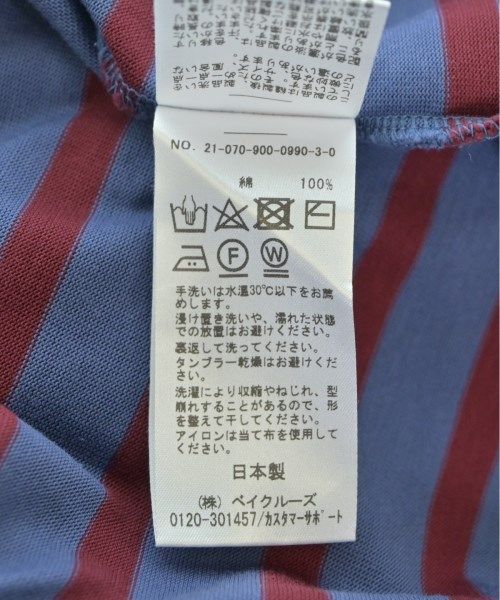 NO. 21-070-900-0990-3-0
綿 100%
F
W
手洗いは水温30℃以下をお薦
めします。
浸け置き洗いや、濡れた状態
での放置はお避けください。
裏返して洗ってください。
タンブラー乾燥はお避けくださ
い。
洗濯により収縮やねじれ、型
崩れすることがあるので、形
を整えて干してください。
アイロンは当て布を使用して
ください。
日本製
(株) ベイクルーズ
0120-301457/カスタマーサポート